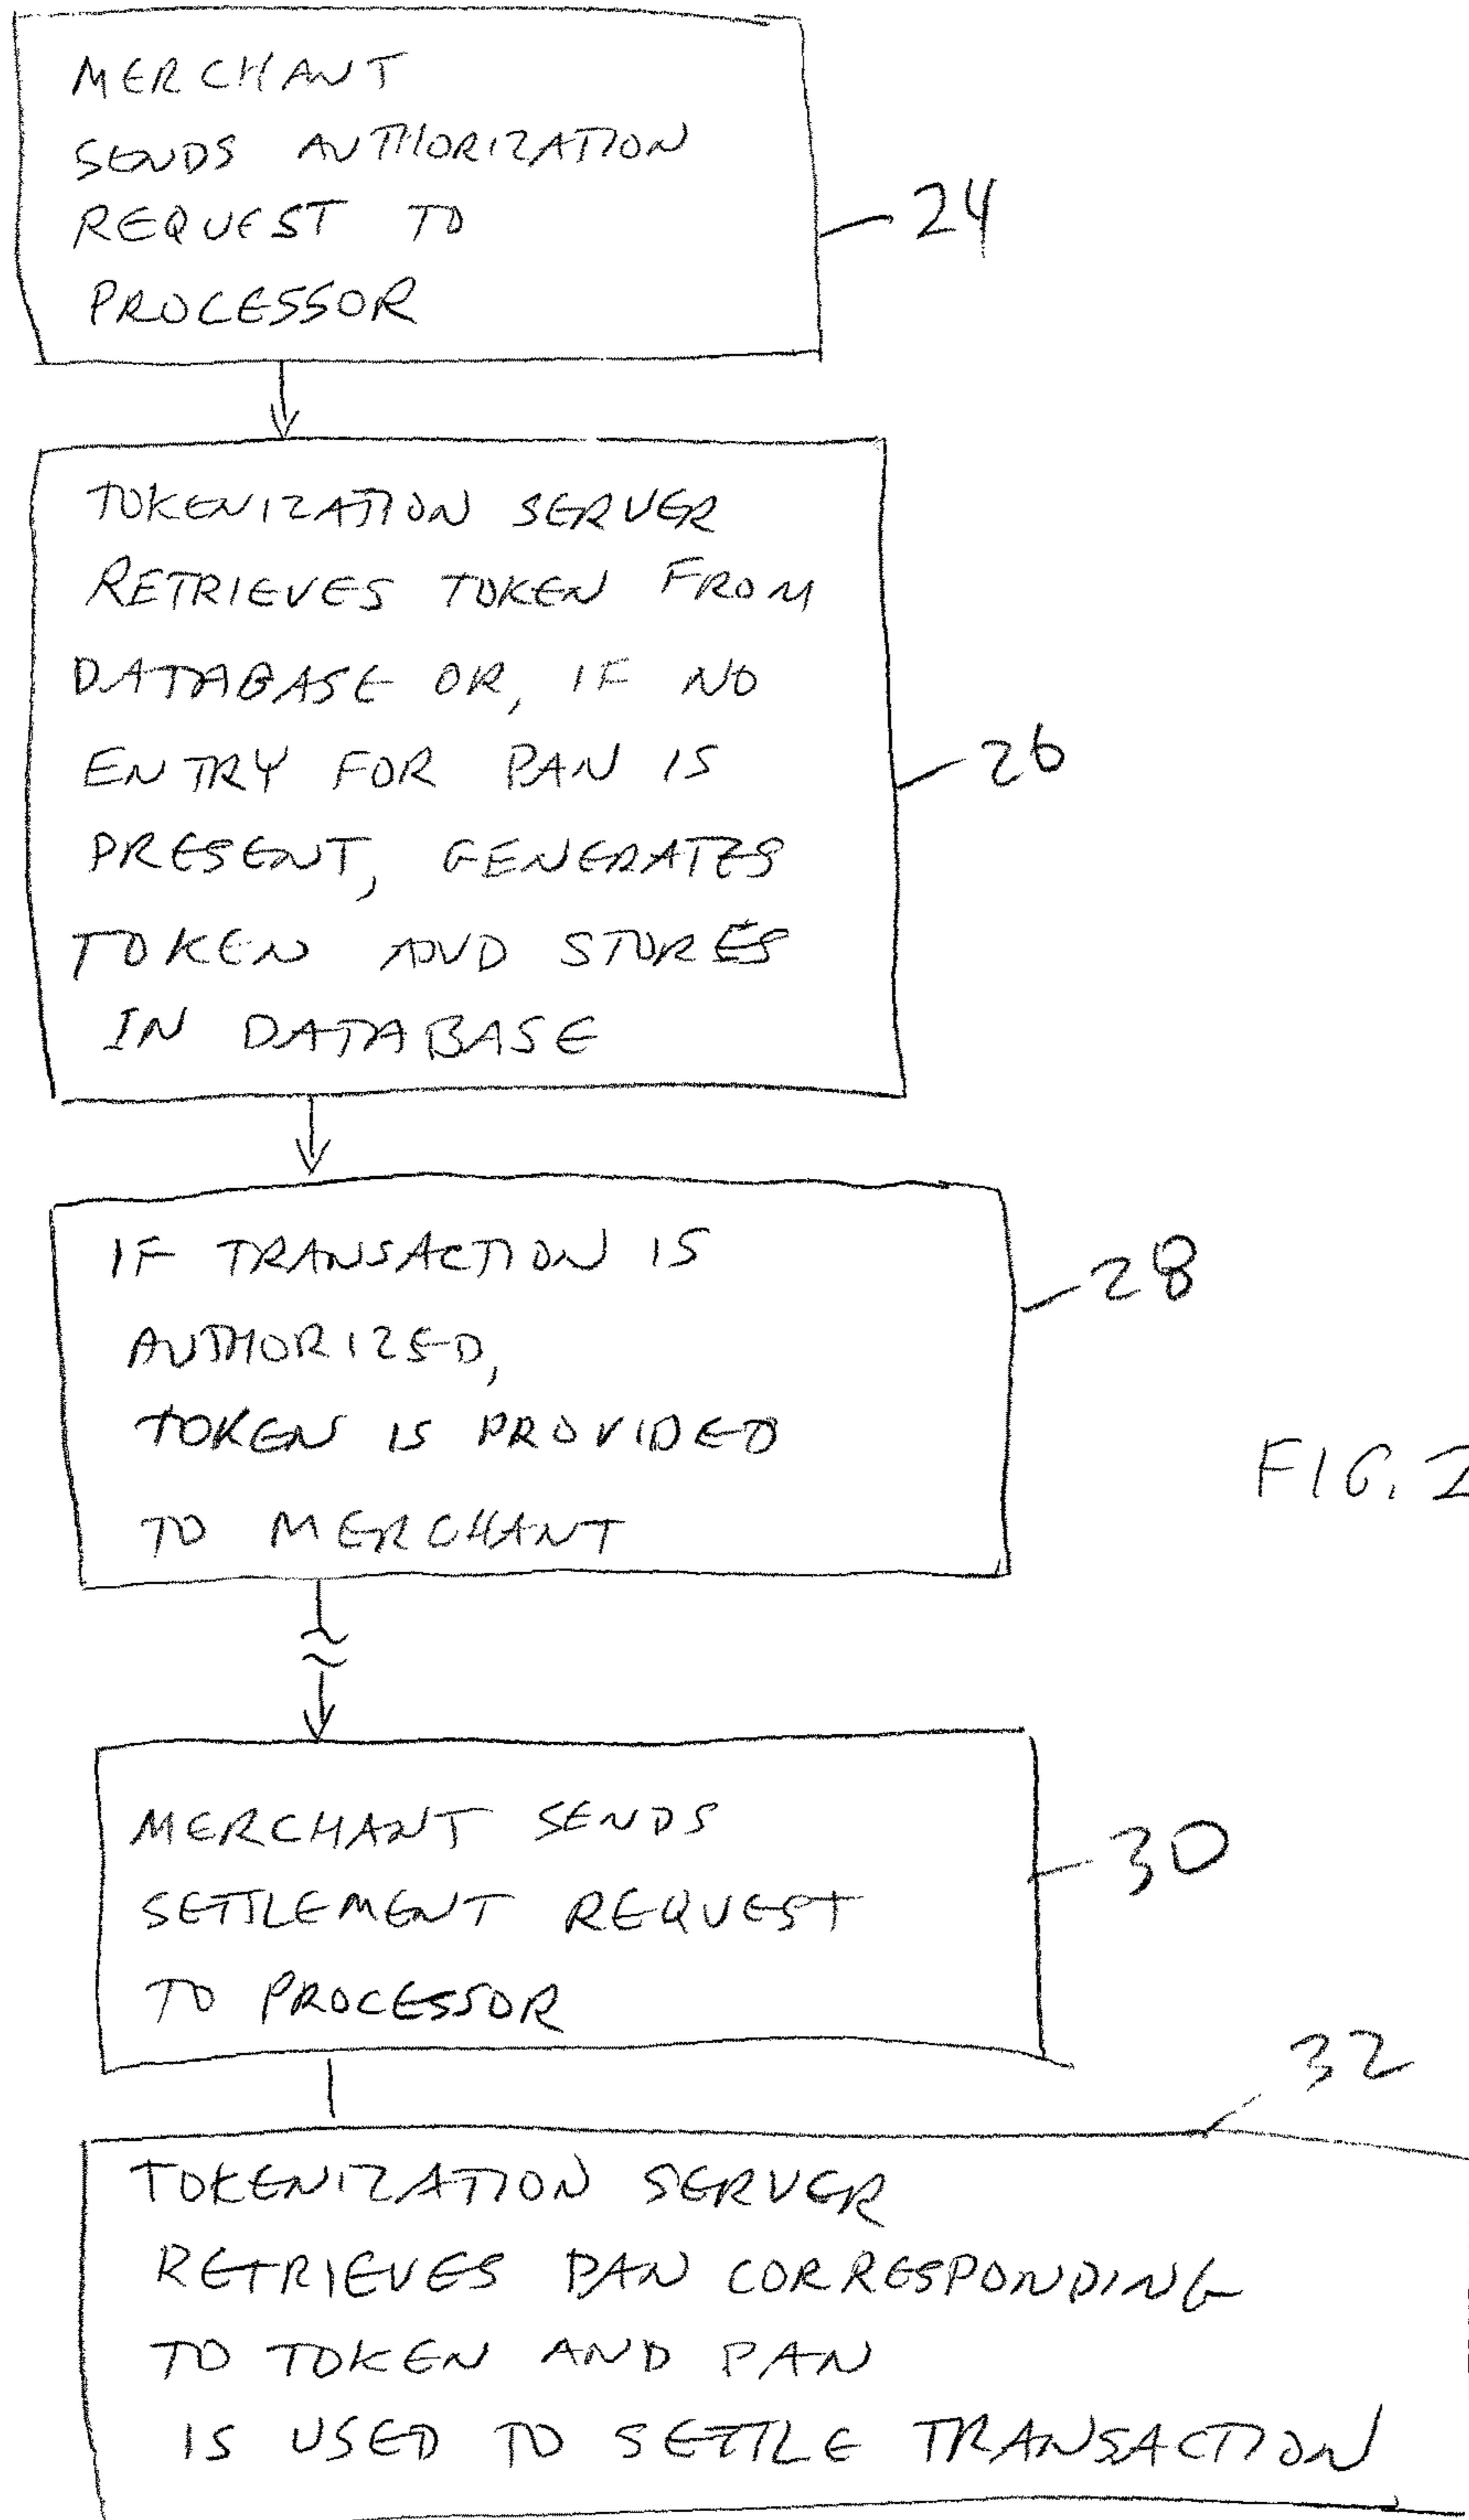 MERCHANT
SENDS AUTHORIZATION
REQUEST TO
PROCESSOR
24
TOKENIZATION SERVER
RETRIEVES TOKEN FROM
DATABASE OR, IF NO
ENTRY FOR PAN IS
PRESENT, GENERATES
TOKEN AND STORES
IN DATABASE
26
IF TRANSACTION IS
AUTHORIZED,
TOKEN IS PROVIDED
TO MERCHANT
28
FIG. 2
MERCHANT SENDS
SETTLEMENT REQUEST
TO PROCESSOR
30
32
TOKENIZATION SERVER
RETRIEVES PAN CORRESPONDING
TO TOKEN AND PAN
IS USED TO SETTLE TRANSACTION